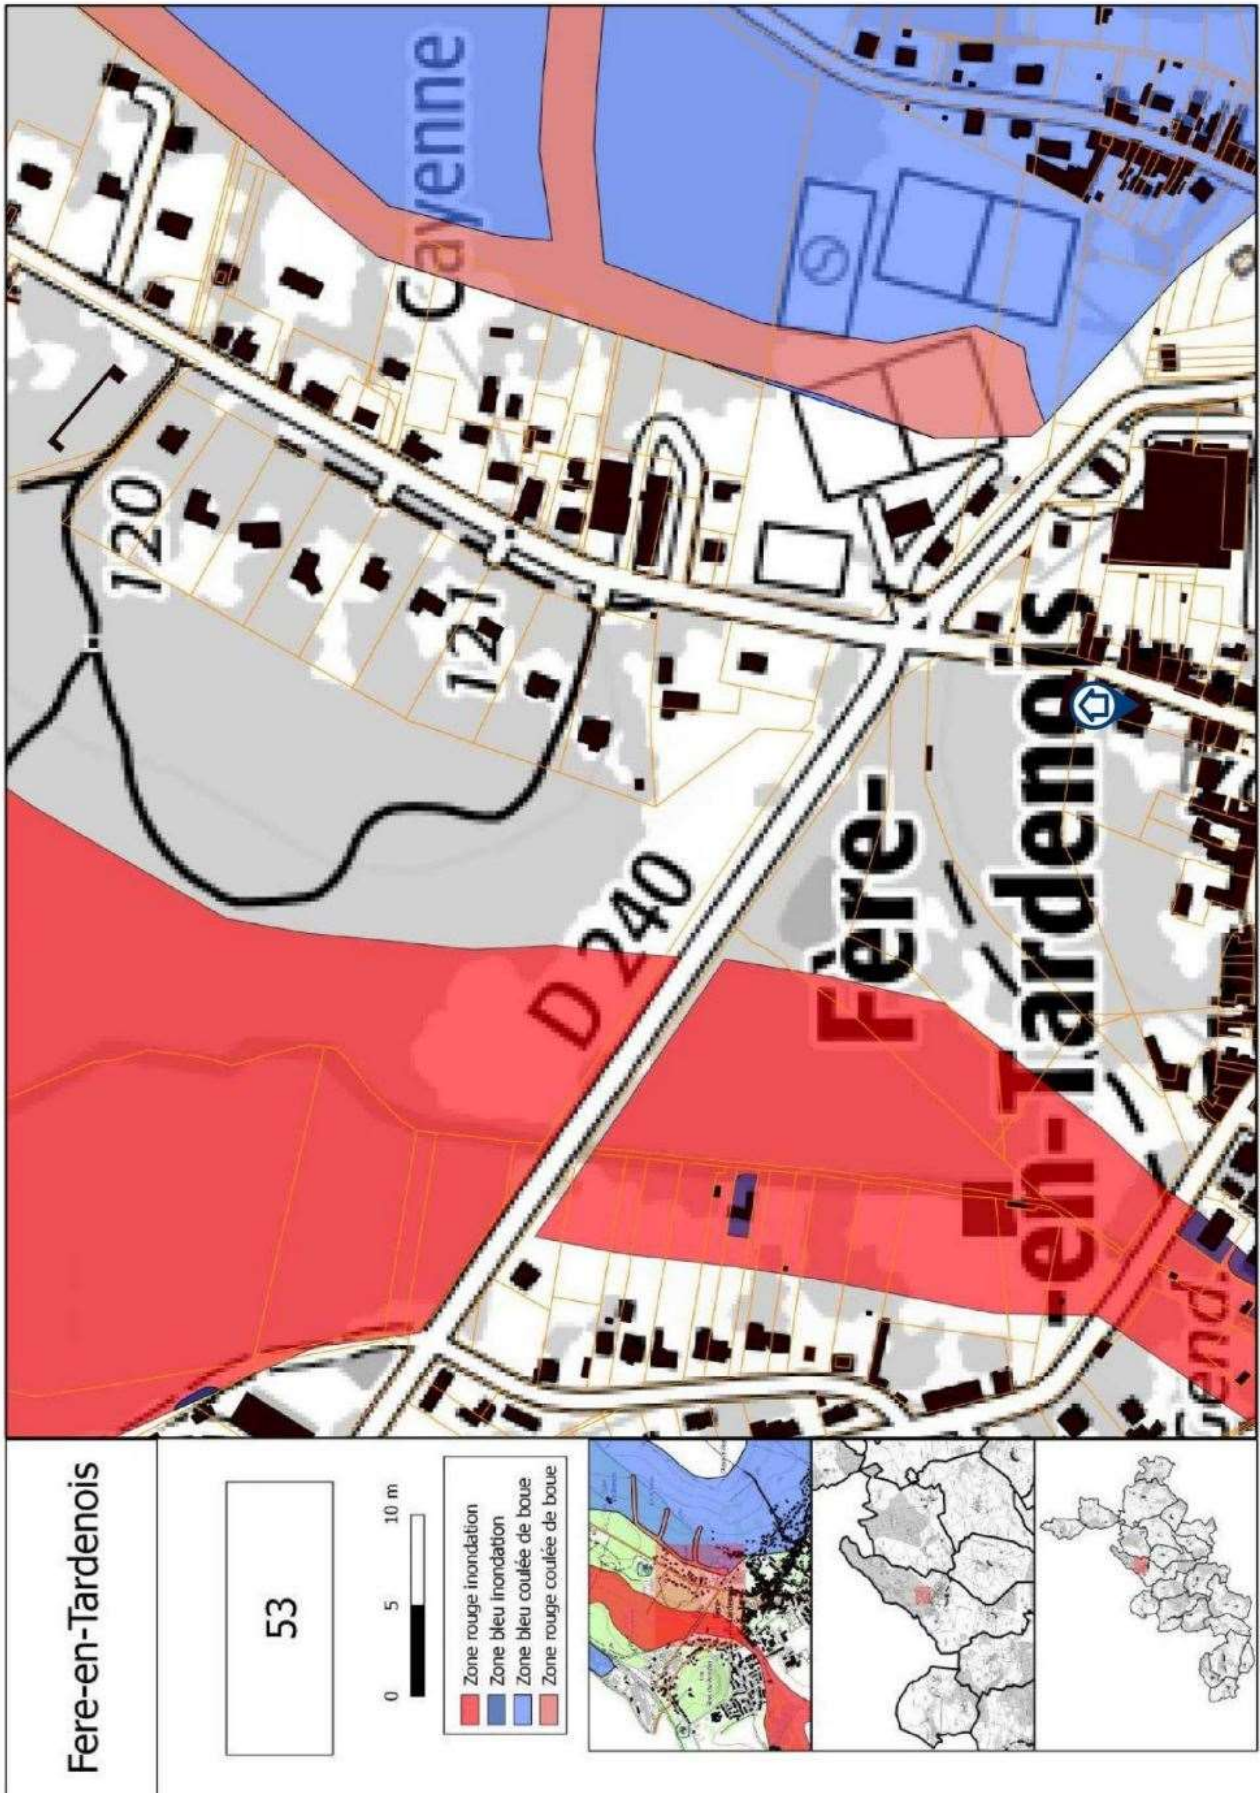 Cayenne
120
121
D 240
Fère-
-en-Tardenois
Gend.
Fere-en-Tardenois
53
0 5 10 m
Zone rouge inondation
Zone bleu inondation
Zone bleu coulée de boue
Zone rouge coulée de boue